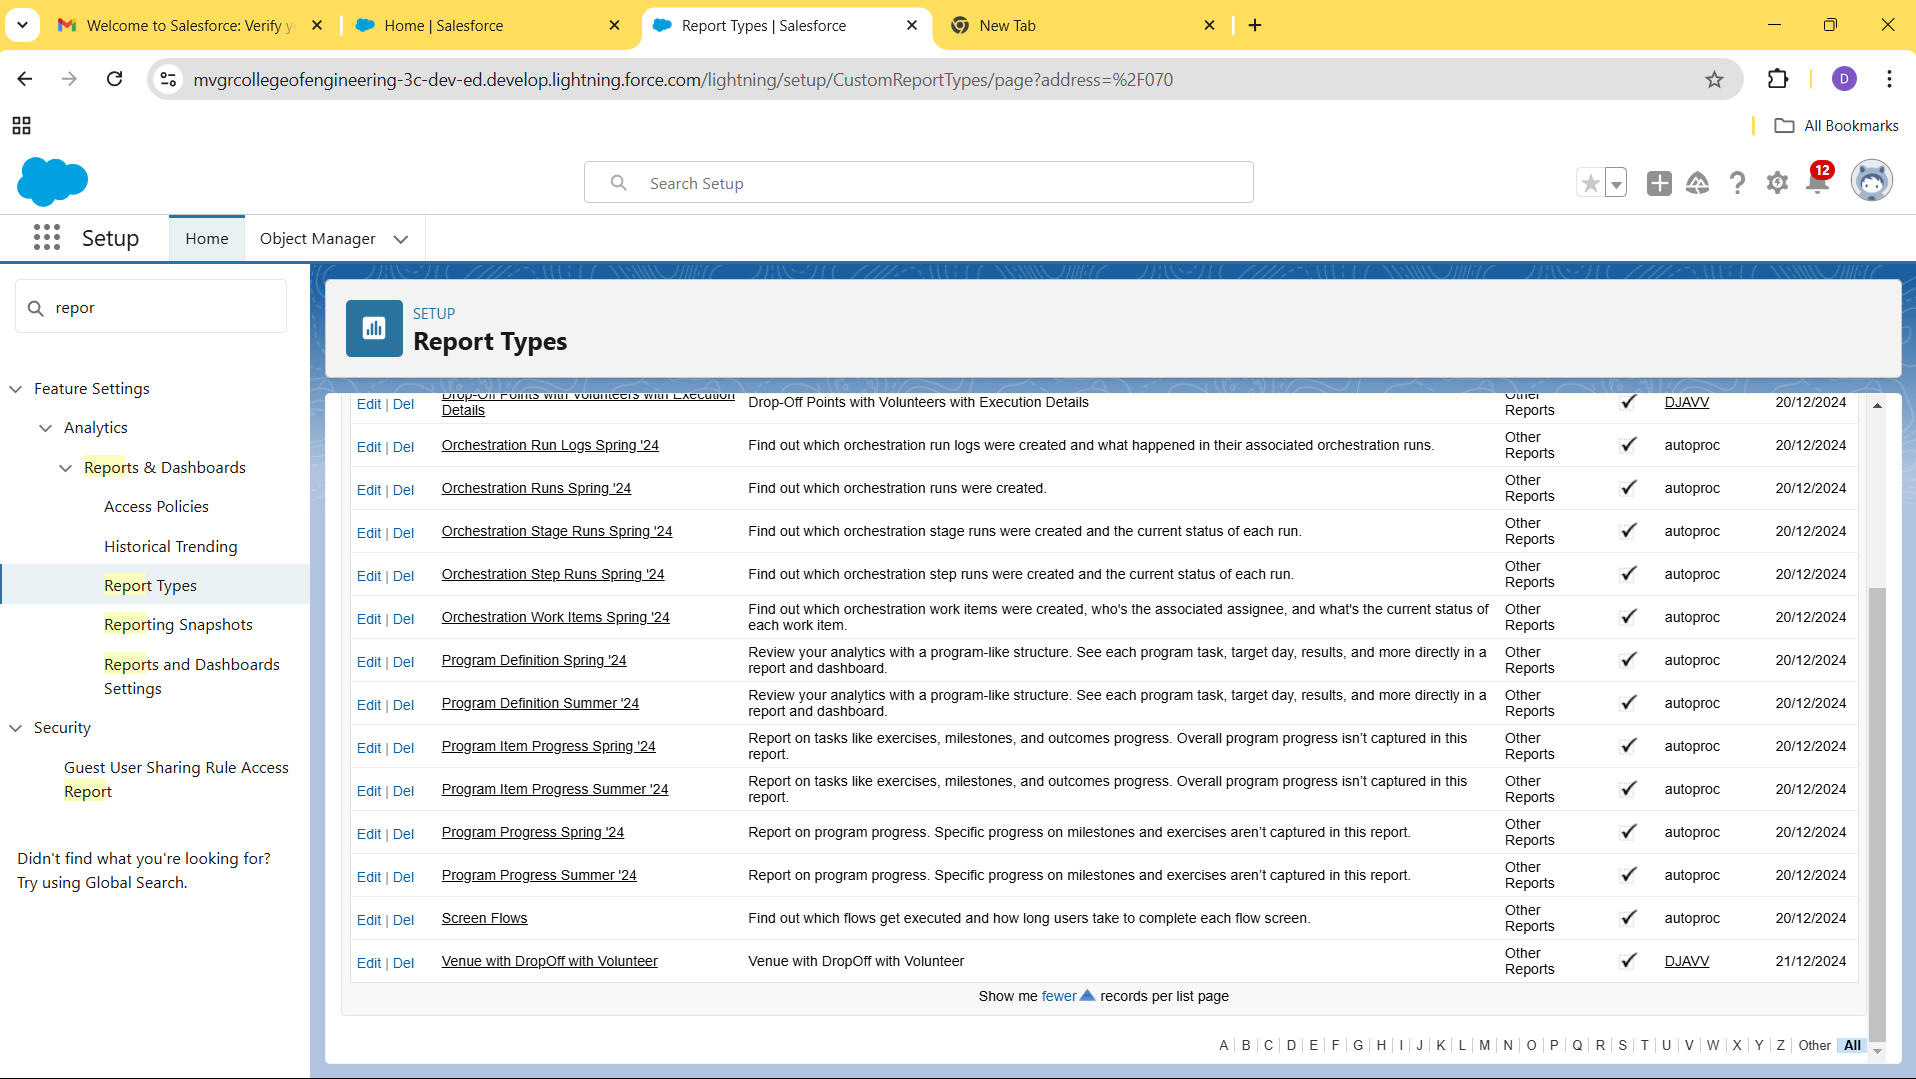 Welcome to Salesforce: Verify y
Home | Salesforce
Report Types | Salesforce
New Tab
mvgrcollegeofengineering-3c-dev-ed.develop.lightning.force.com/lightning/setup/CustomReportTypes/page?address=%2F070
D
All Bookmarks
Search Setup
12
Setup
Home
Object Manager
repor
Feature Settings
Analytics
Reports & Dashboards
Access Policies
Historical Trending
Report Types
Reporting Snapshots
Reports and Dashboards
Settings
Security
Guest User Sharing Rule Access
Report
Didn't find what you're looking for?
Try using Global Search.
SETUP
Report Types
Edit | Del Drop-Off Points with Volunteers with Execution Details Drop-Off Points with Volunteers with Execution Details Other Reports DJAVV 20/12/2024
Edit | Del Orchestration Run Logs Spring '24 Find out which orchestration run logs were created and what happened in their associated orchestration runs. Other Reports autoproc 20/12/2024
Edit | Del Orchestration Runs Spring '24 Find out which orchestration runs were created. Other Reports autoproc 20/12/2024
Edit | Del Orchestration Stage Runs Spring '24 Find out which orchestration stage runs were created and the current status of each run. Other Reports autoproc 20/12/2024
Edit | Del Orchestration Step Runs Spring '24 Find out which orchestration step runs were created and the current status of each run. Other Reports autoproc 20/12/2024
Edit | Del Orchestration Work Items Spring '24 Find out which orchestration work items were created, who's the associated assignee, and what's the current status of each work item. Other Reports autoproc 20/12/2024
Edit | Del Program Definition Spring '24 Review your analytics with a program-like structure. See each program task, target day, results, and more directly in a report and dashboard. Other Reports autoproc 20/12/2024
Edit | Del Program Definition Summer '24 Review your analytics with a program-like structure. See each program task, target day, results, and more directly in a report and dashboard. Other Reports autoproc 20/12/2024
Edit | Del Program Item Progress Spring '24 Report on tasks like exercises, milestones, and outcomes progress. Overall program progress isn’t captured in this report. Other Reports autoproc 20/12/2024
Edit | Del Program Item Progress Summer '24 Report on tasks like exercises, milestones, and outcomes progress. Overall program progress isn’t captured in this report. Other Reports autoproc 20/12/2024
Edit | Del Program Progress Spring '24 Report on program progress. Specific progress on milestones and exercises aren’t captured in this report. Other Reports autoproc 20/12/2024
Edit | Del Program Progress Summer '24 Report on program progress. Specific progress on milestones and exercises aren’t captured in this report. Other Reports autoproc 20/12/2024
Edit | Del Screen Flows Find out which flows get executed and how long users take to complete each flow screen. Other Reports autoproc 20/12/2024
Edit | Del Venue with DropOff with Volunteer Venue with DropOff with Volunteer Other Reports DJAVV 21/12/2024
Show me fewer records per list page
A | B | C | D | E | F | G | H | I | J | K | L | M | N | O | P | Q | R | S | T | U | V | W | X | Y | Z | Other All